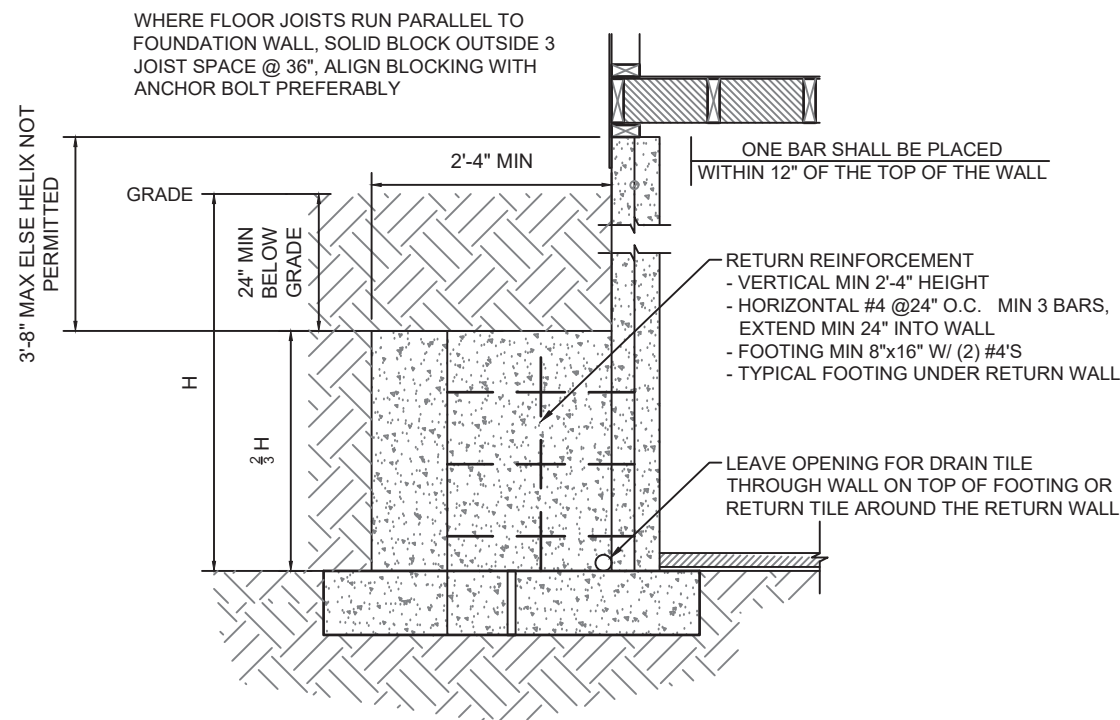 WHERE FLOOR JOISTS RUN PARALLEL TO
FOUNDATION WALL, SOLID BLOCK OUTSIDE 3
JOIST SPACE @ 36", ALIGN BLOCKING WITH
ANCHOR BOLT PREFERABLY
3'-8" MAX ELSE HELIX NOT
PERMITTED
GRADE
2'-4" MIN
24" MIN
BELOW
GRADE
H
2/3 H
ONE BAR SHALL BE PLACED
WITHIN 12" OF THE TOP OF THE WALL
RETURN REINFORCEMENT
- VERTICAL MIN 2'-4" HEIGHT
- HORIZONTAL #4 @24" O.C. MIN 3 BARS,
EXTEND MIN 24" INTO WALL
- FOOTING MIN 8"x16" W/ (2) #4'S
- TYPICAL FOOTING UNDER RETURN WALL
LEAVE OPENING FOR DRAIN TILE
THROUGH WALL ON TOP OF FOOTING OR
RETURN TILE AROUND THE RETURN WALL